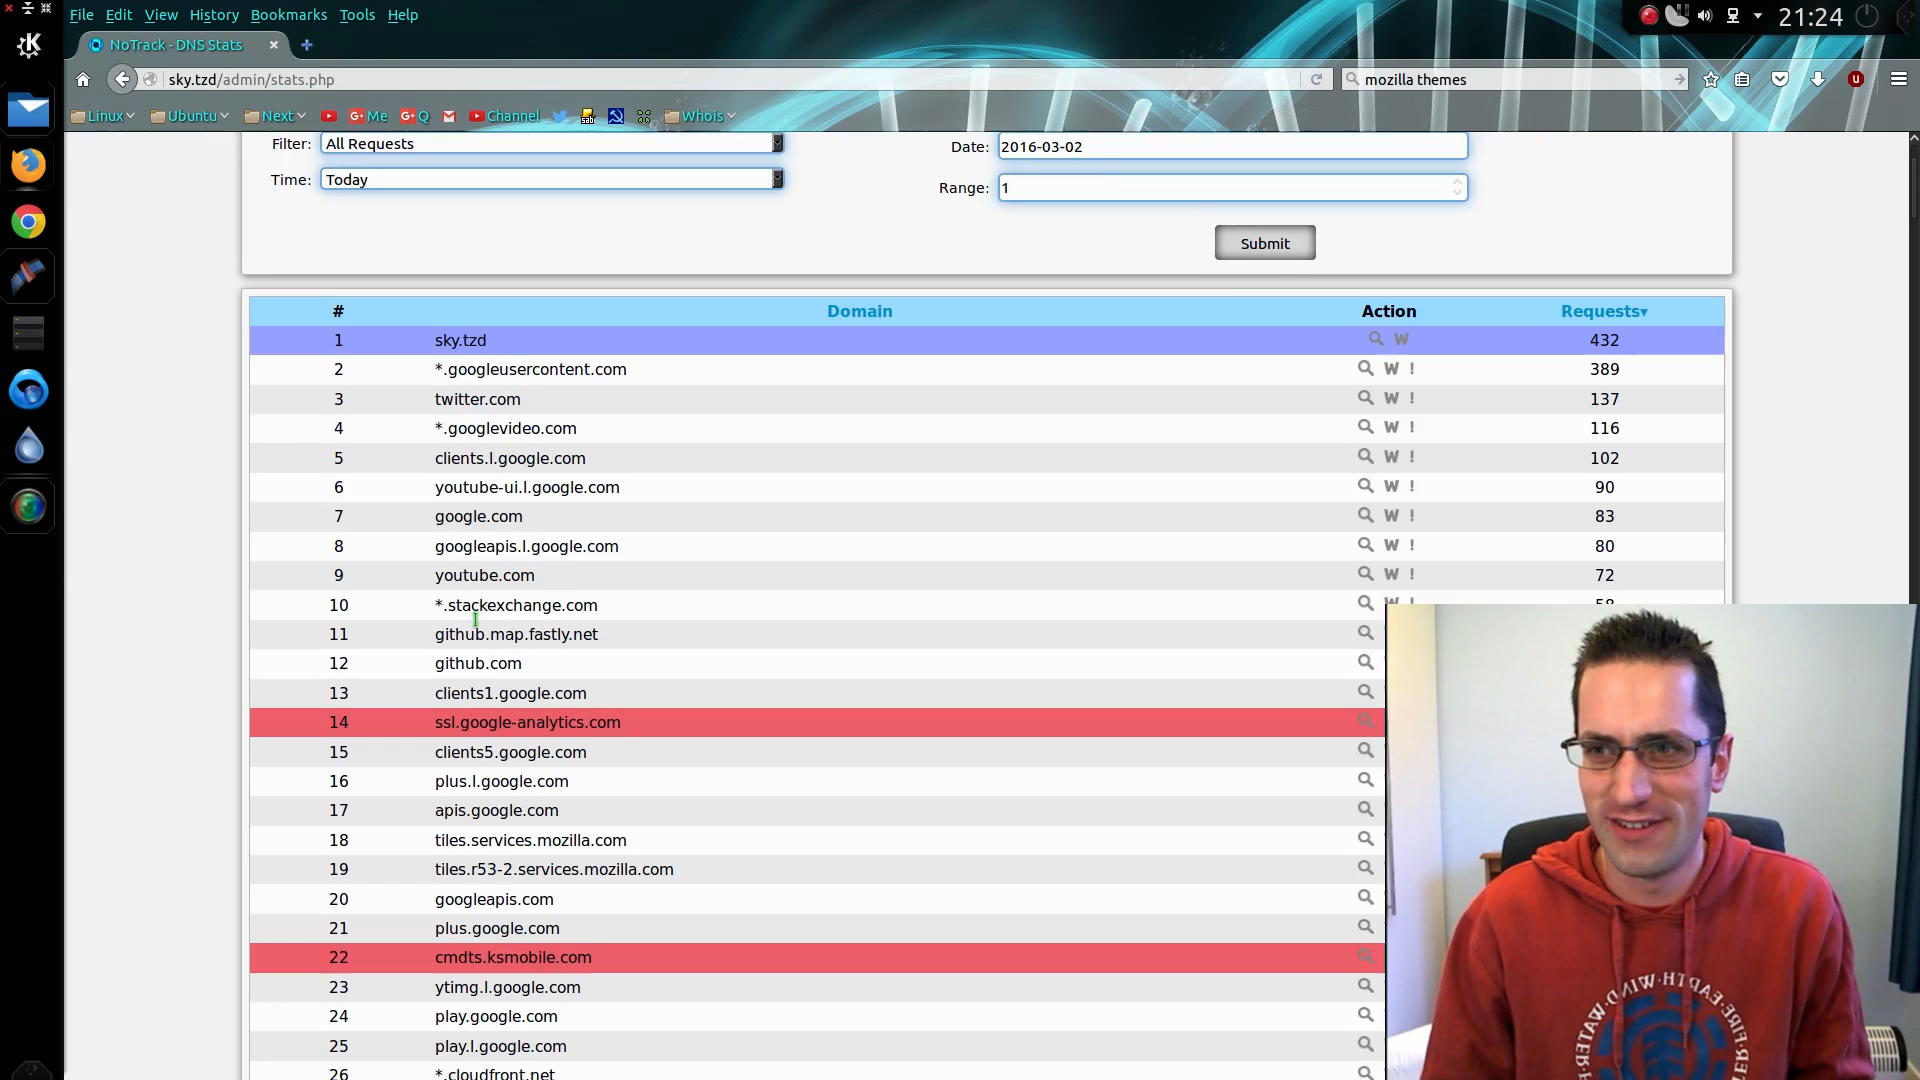 File Edit View History Bookmarks Tools Help
21:24
NoTrack - DNS Stats
sky.tzd/admin/stats.php
mozilla themes
Linux Ubuntu Next G+ Me G+ Q Channel Whois
Filter: All Requests
Date: 2016-03-02
Time: Today
Range: 1
Submit
# Domain Action Requests▾
1 sky.tzd W 432
2 *.googleusercontent.com W ! 389
3 twitter.com W ! 137
4 *.googlevideo.com W ! 116
5 clients.l.google.com W ! 102
6 youtube-ui.l.google.com W ! 90
7 google.com W ! 83
8 googleapis.l.google.com W ! 80
9 youtube.com W ! 72
10 *.stackexchange.com W ! 58
11 github.map.fastly.net
12 github.com
13 clients1.google.com
14 ssl.google-analytics.com
15 clients5.google.com
16 plus.l.google.com
17 apis.google.com
18 tiles.services.mozilla.com
19 tiles.r53-2.services.mozilla.com
20 googleapis.com
21 plus.google.com
22 cmdts.ksmobile.com
23 ytimg.l.google.com
24 play.google.com
25 play.l.google.com
26 *.cloudfront.net
WIND·EARTH·FIRE·WATER